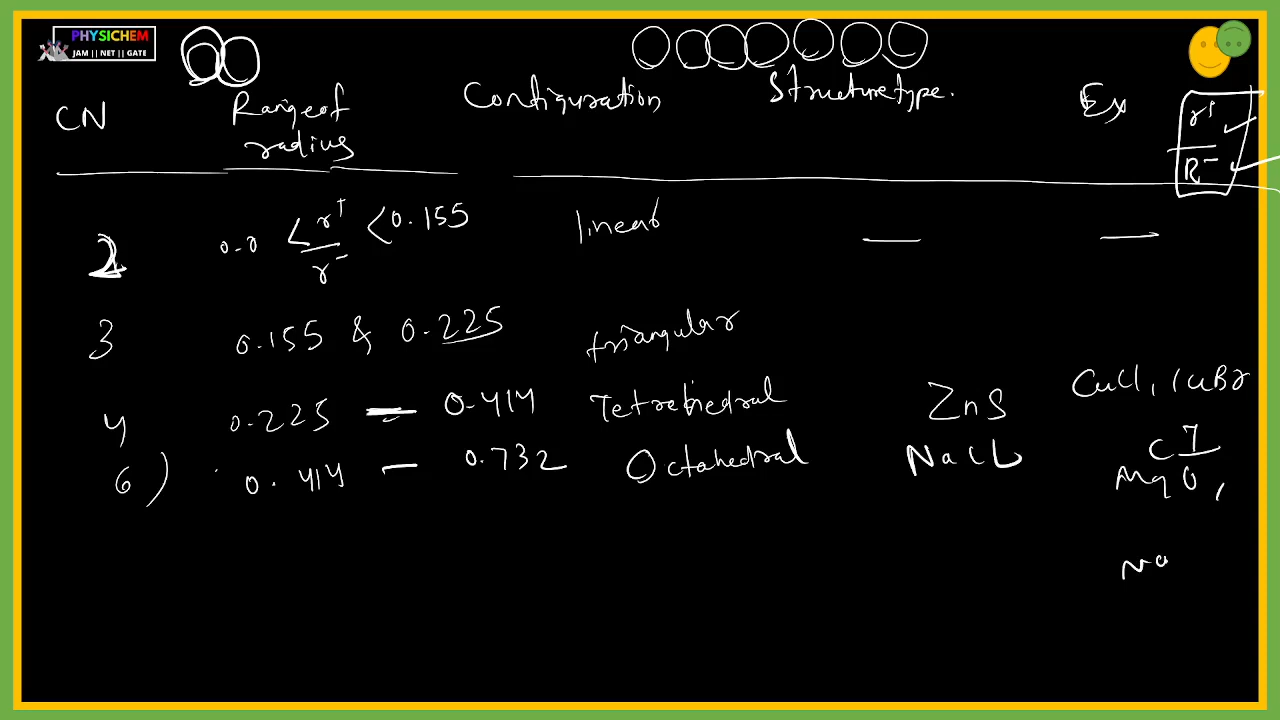 PHYSICHEM
JAM || NET || GATE
CN Range of radius Configuration Structure type. Ex r+ / R-
2 0.0 < r+ / r- < 0.155 linear — —
3 0.155 & 0.225 triangular
4 0.225 — 0.414 Tetrahedral ZnS CuCl, CuBr
6) 0.414 — 0.732 Octahedral NaCl MgO,
Na